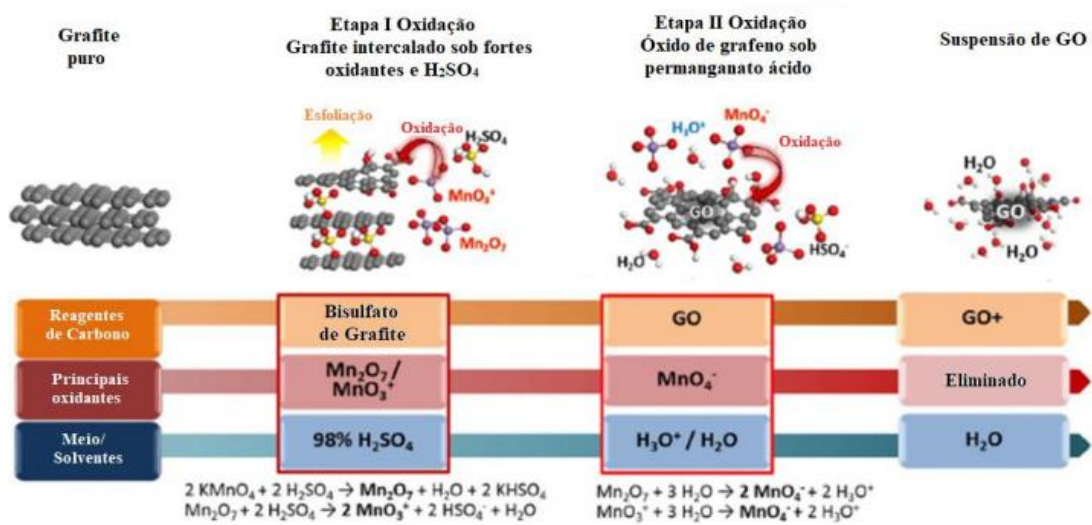 Grafite
puro
Etapa I Oxidação
Grafite intercalado sob fortes
oxidantes e H₂SO₄
Etapa II Oxidação
Óxido de grafeno sob
permanganato ácido
Suspensão de GO
Esfoliação
Oxidação
H₂SO₄
MnO₃⁺
Mn₂O₇
H₃O⁺
MnO₄⁻
Oxidação
GO
H₂O
HSO₄⁻
H₂O
GO
H₂O
Reagentes
de Carbono
Bisulfato
de Grafite
GO
GO+
Principais
oxidantes
Mn₂O₇ /
MnO₃⁺
MnO₄⁻
Eliminado
Meio/
Solventes
98% H₂SO₄
H₃O⁺ / H₂O
H₂O
2 KMnO₄ + 2 H₂SO₄ → Mn₂O₇ + H₂O + 2 KHSO₄
Mn₂O₇ + 2 H₂SO₄ → 2 MnO₃⁺ + 2 HSO₄⁻ + H₂O
Mn₂O₇ + 3 H₂O → 2 MnO₄⁻ + 2 H₃O⁺
MnO₃⁺ + 3 H₂O → MnO₄⁻ + 2 H₃O⁺